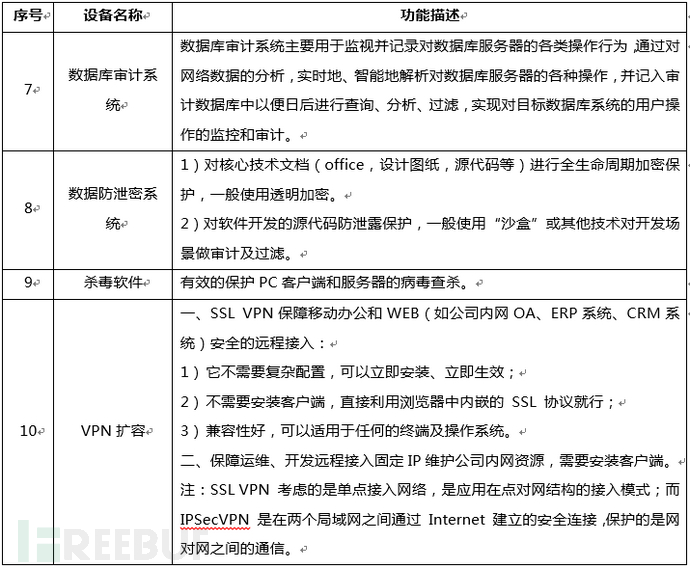 序号 设备名称 功能描述
数据库审计系统主要用于监视并记录对数据库服务器的各类操作行为，通过对
网络数据的分析，实时地、智能地解析对数据库服务器的各种操作，并记入审
7 数据库审计系
统
计数据库中以便日后进行查询、分析、过滤，实现对目标数据库系统的用户操
作的监控和审计。
1）对核心技术文档（office，设计图纸，源代码等）进行全生命周期加密保
护，一般使用透明加密。
8 数据防泄密系
统
2）对软件开发的源代码防泄露保护，一般使用“沙盒”或其他技术对开发场
景做审计及过滤。
9 杀毒软件 有效的保护PC客户端和服务器的病毒查杀。
一、SSL VPN保障移动办公和WEB（如公司内网OA、ERP系统、CRM系
统）安全的远程接入：
1）它不需要复杂配置，可以立即安装、立即生效；
2）不需要安装客户端，直接利用浏览器中内嵌的 SSL 协议就行；
10 VPN扩容 3）兼容性好，可以适用于任何的终端及操作系统。
二、保障运维、开发远程接入固定IP维护公司内网资源，需要安装客户端。
注：SSL VPN 考虑的是单点接入网络，是应用在点对网结构的接入模式；而
IPSecVPN 是在两个局域网之间通过 Internet 建立的安全连接，保护的是网
对网之间的通信。
FREEBUF